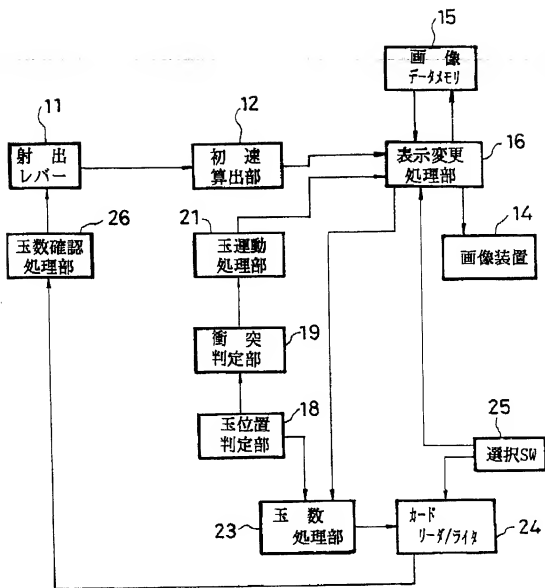 15
画像
データメモリ
11
射出
レバー
12
初速
算出部
表示変更
処理部
16
26
玉数確認
処理部
21
玉運動
処理部
14
画像装置
衝突
判定部
19
玉位置
判定部
18
25
選択SW
23
玉数
処理部
カード
リーダ/ライタ
24